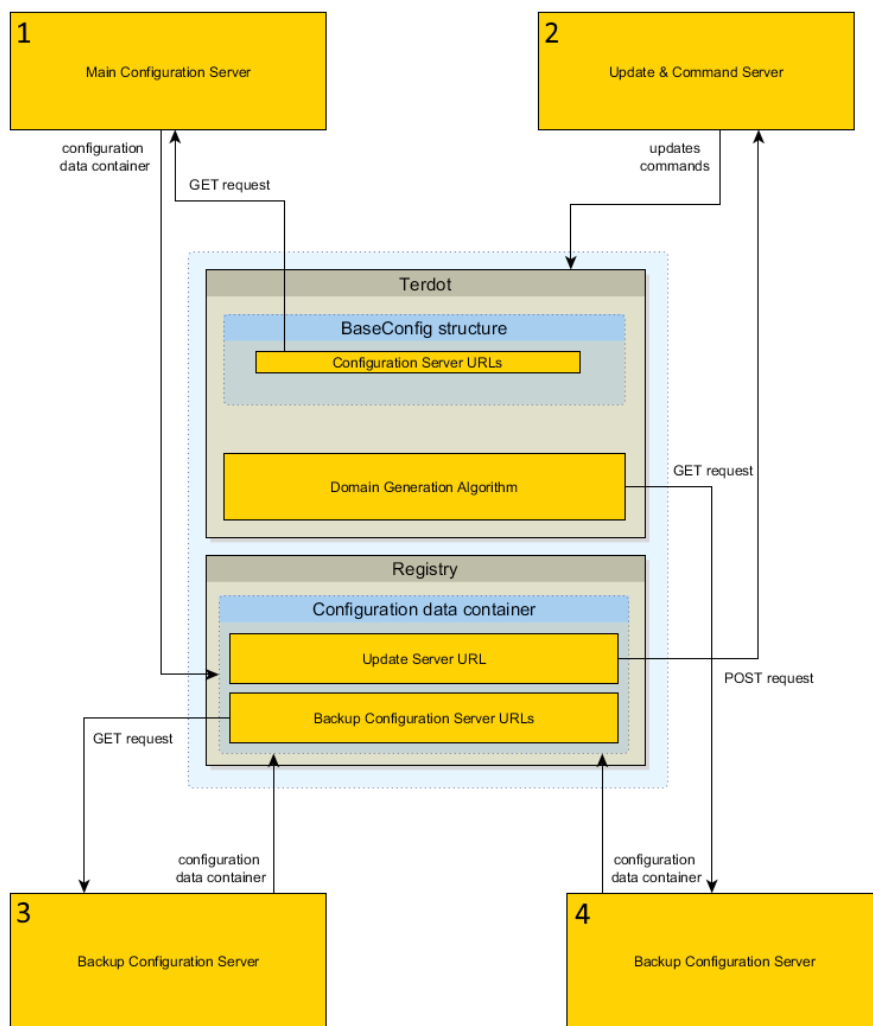 1
Main Configuration Server
2
Update & Command Server
configuration
data container
updates
commands
GET request
Terdot
BaseConfig structure
Configuration Server URLs
Domain Generation Algorithm
GET request
Registry
Configuration data container
Update Server URL
POST request
Backup Configuration Server URLs
GET request
configuration
data container
configuration
data container
3
Backup Configuration Server
4
Backup Configuration Server